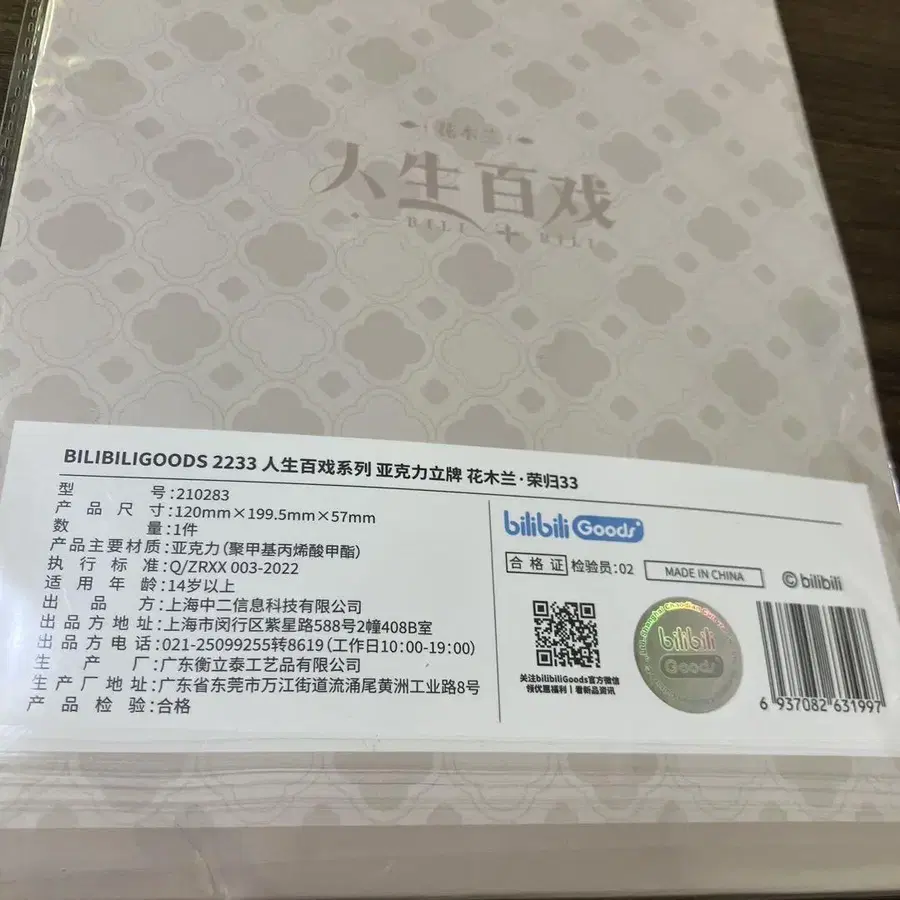 花木兰
人生百戏
BILI BILI
BILIBILIGOODS 2233 人生百戏系列 亚克力立牌 花木兰·荣归33
型号:210283
产品尺寸:120mm×199.5mm×57mm
数量:1件
产品主要材质:亚克力(聚甲基丙烯酸甲酯)
执行标准:Q/ZRXX 003-2022
适用年龄:14岁以上
出品方:上海中二信息科技有限公司
出品方地址:上海市闵行区紫星路588号2幢408B室
出品方电话:021-25099255转8619(工作日10:00-19:00)
生产厂:广东衡立泰工艺品有限公司
生产厂地址:广东省东莞市万江街道流涌尾黄洲工业路8号
产品检验:合格
bilibili Goods
合格证 检验员:02 MADE IN CHINA ©bilibili
关注bilibiliGoods官方微信
领优惠福利|看新品资讯
bilibili
Goods
6 937082 631997